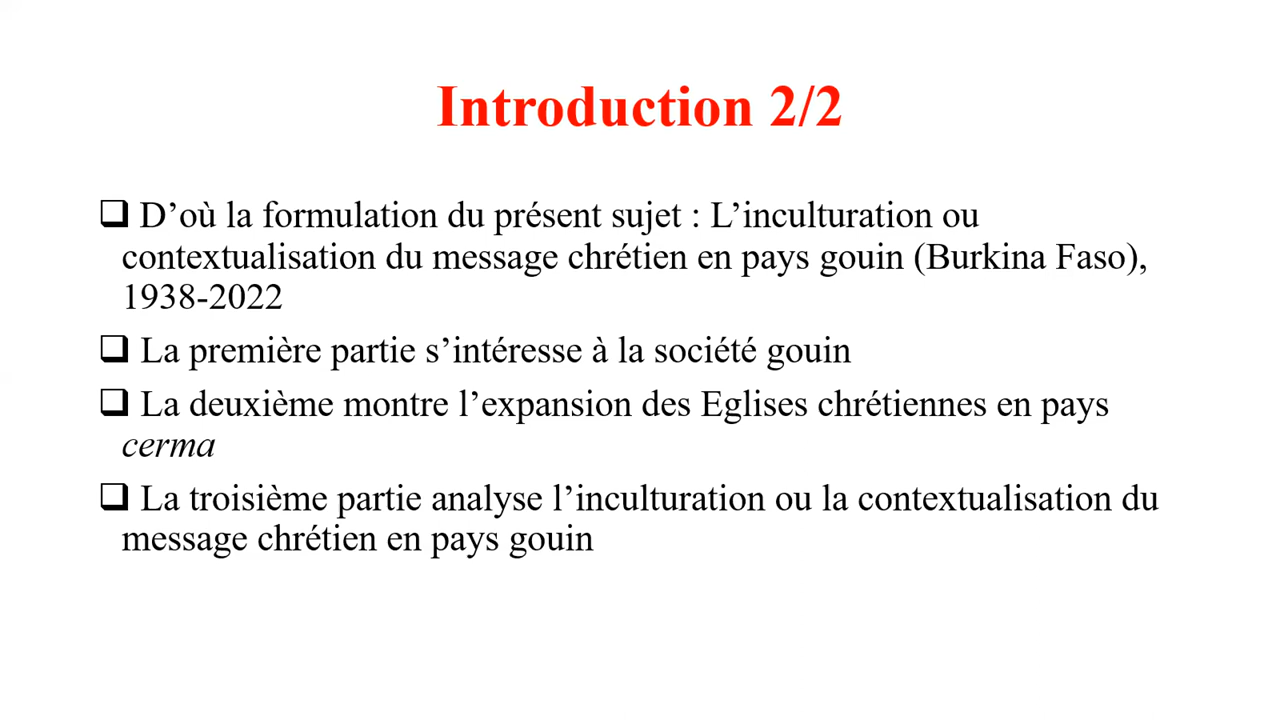 Introduction 2/2
❑ D’où la formulation du présent sujet : L’inculturation ou
contextualisation du message chrétien en pays gouin (Burkina Faso),
1938-2022
❑ La première partie s’intéresse à la société gouin
❑ La deuxième montre l’expansion des Eglises chrétiennes en pays
cerma
❑ La troisième partie analyse l’inculturation ou la contextualisation du
message chrétien en pays gouin